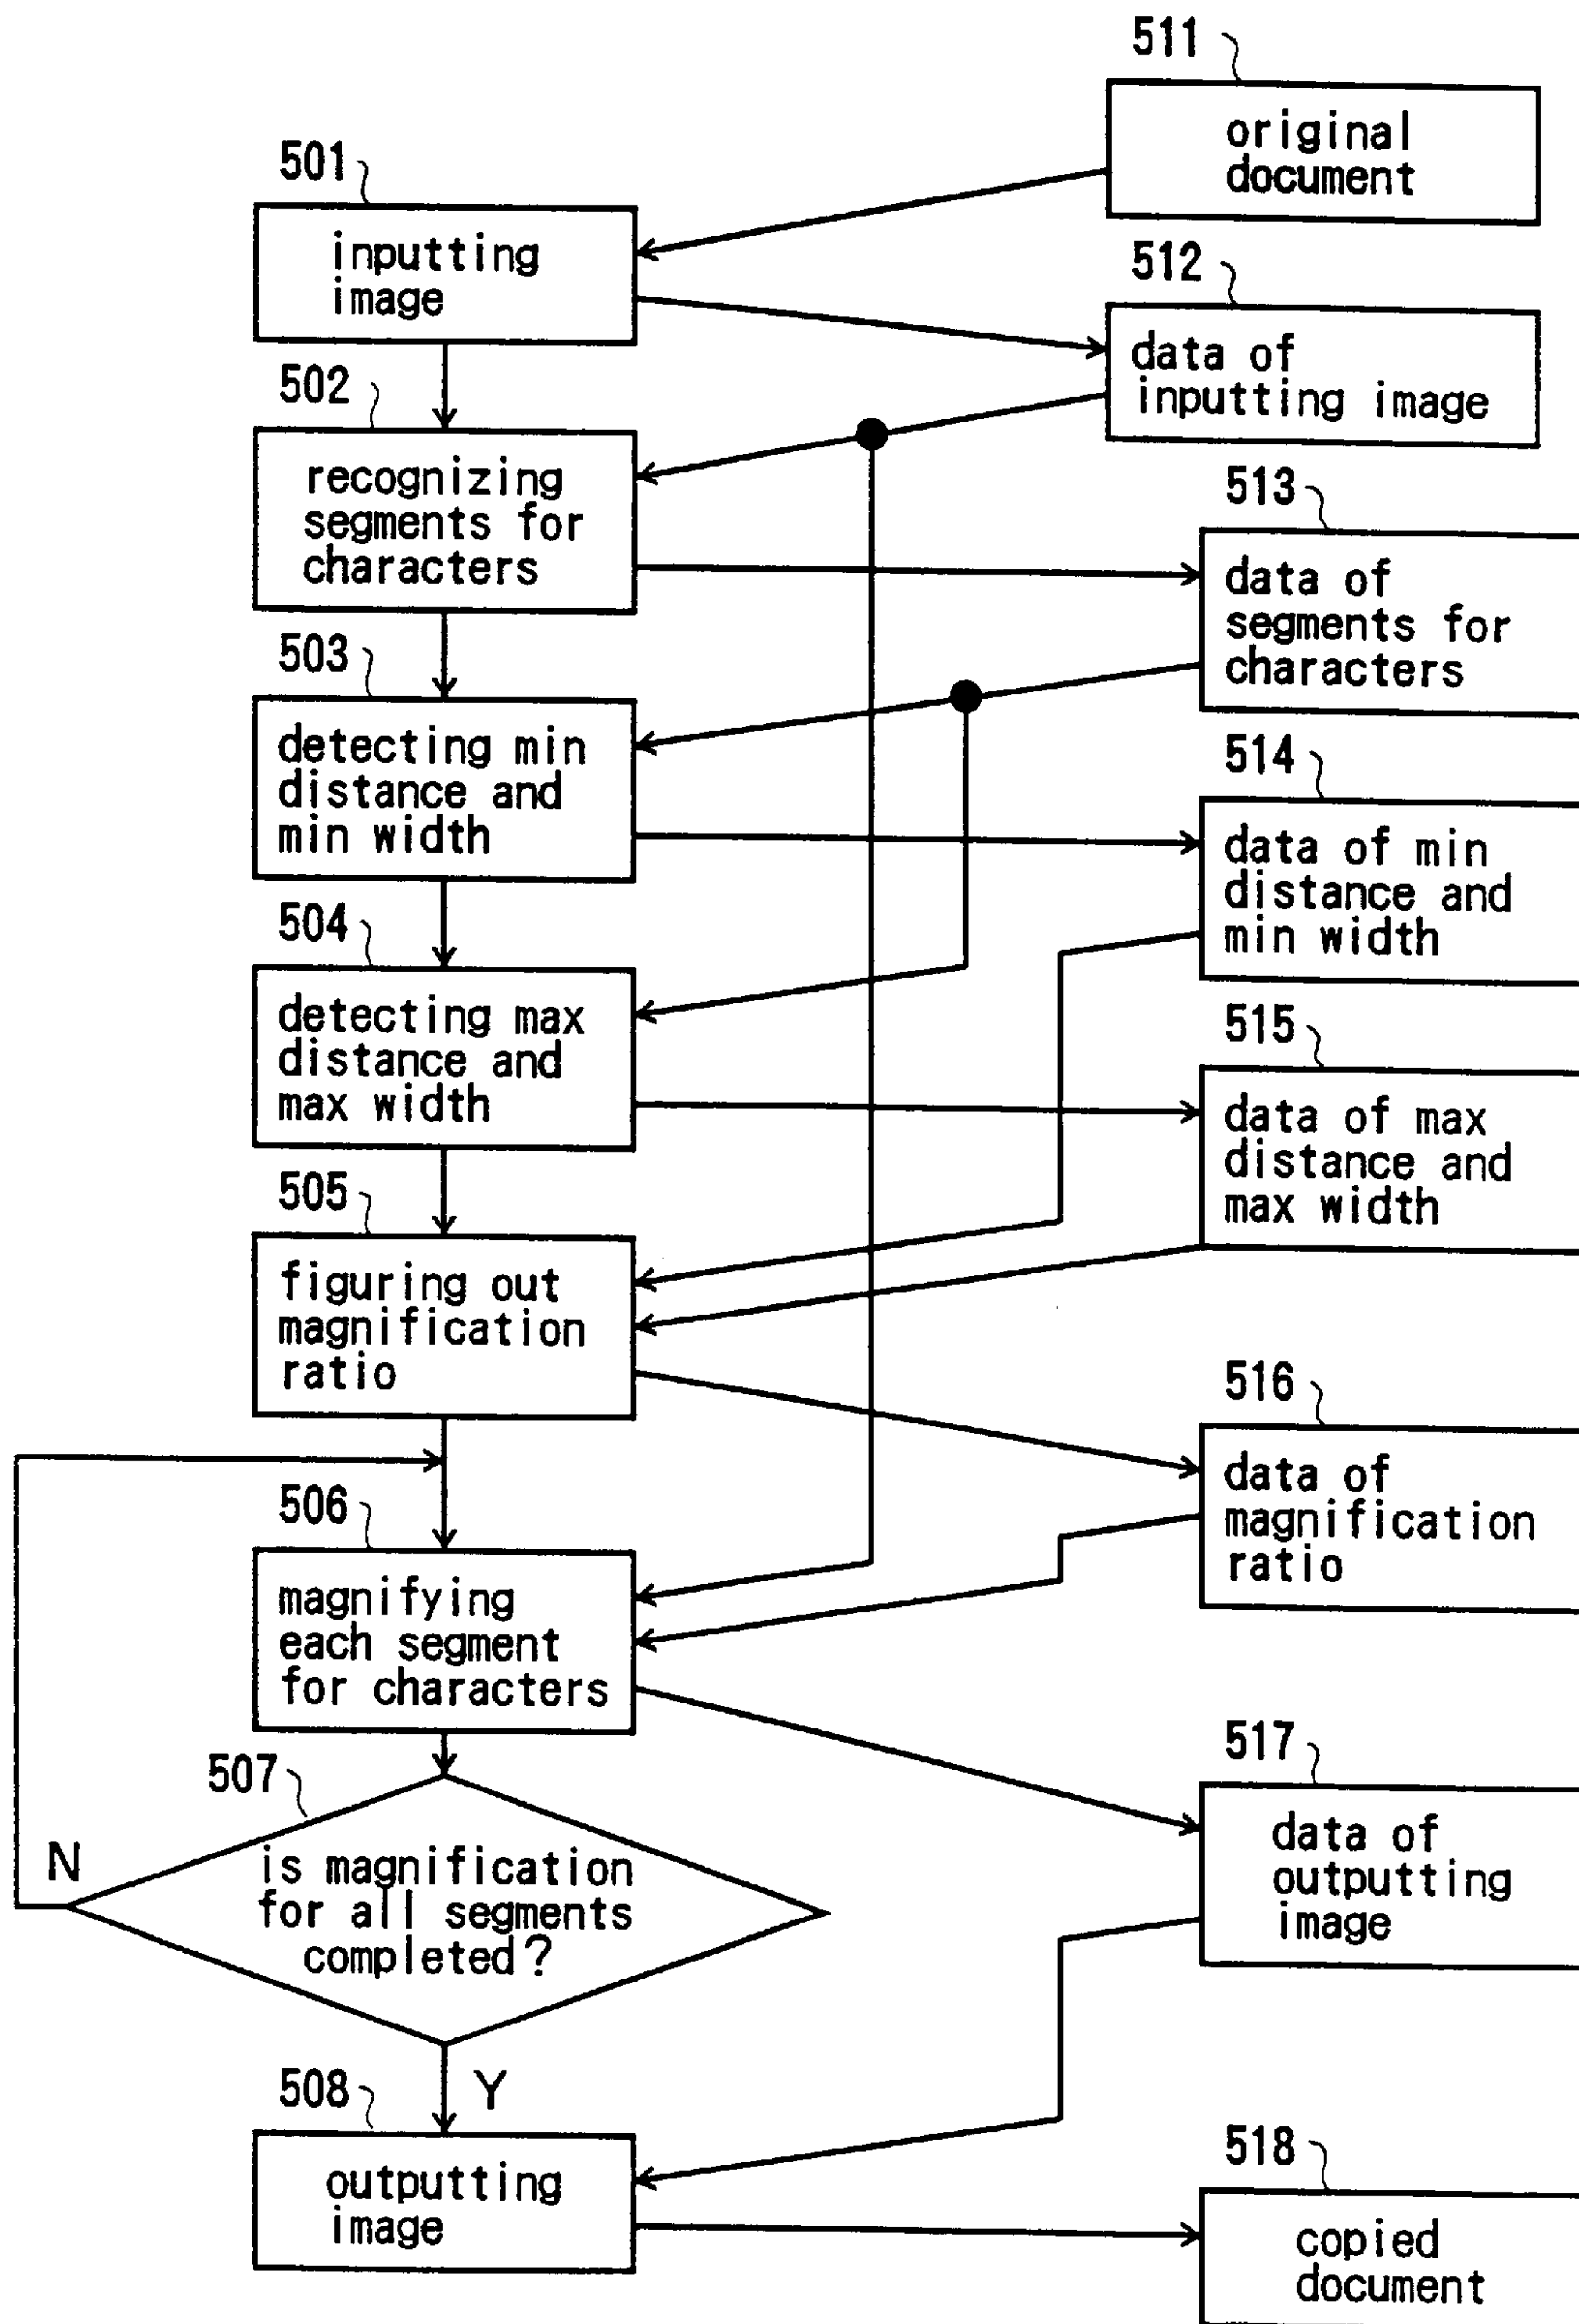 511
original
document
501
inputting
image
512
data of
inputting image
502
recognizing
segments for
characters
513
data of
segments for
characters
503
detecting min
distance and
min width
514
data of min
distance and
min width
504
detecting max
distance and
max width
515
data of max
distance and
max width
505
figuring out
magnification
ratio
516
data of
magnification
ratio
506
magnifying
each segment
for characters
517
data of
outputting
image
507
N
is magnification
for all segments
completed?
Y
508
outputting
image
518
copied
document